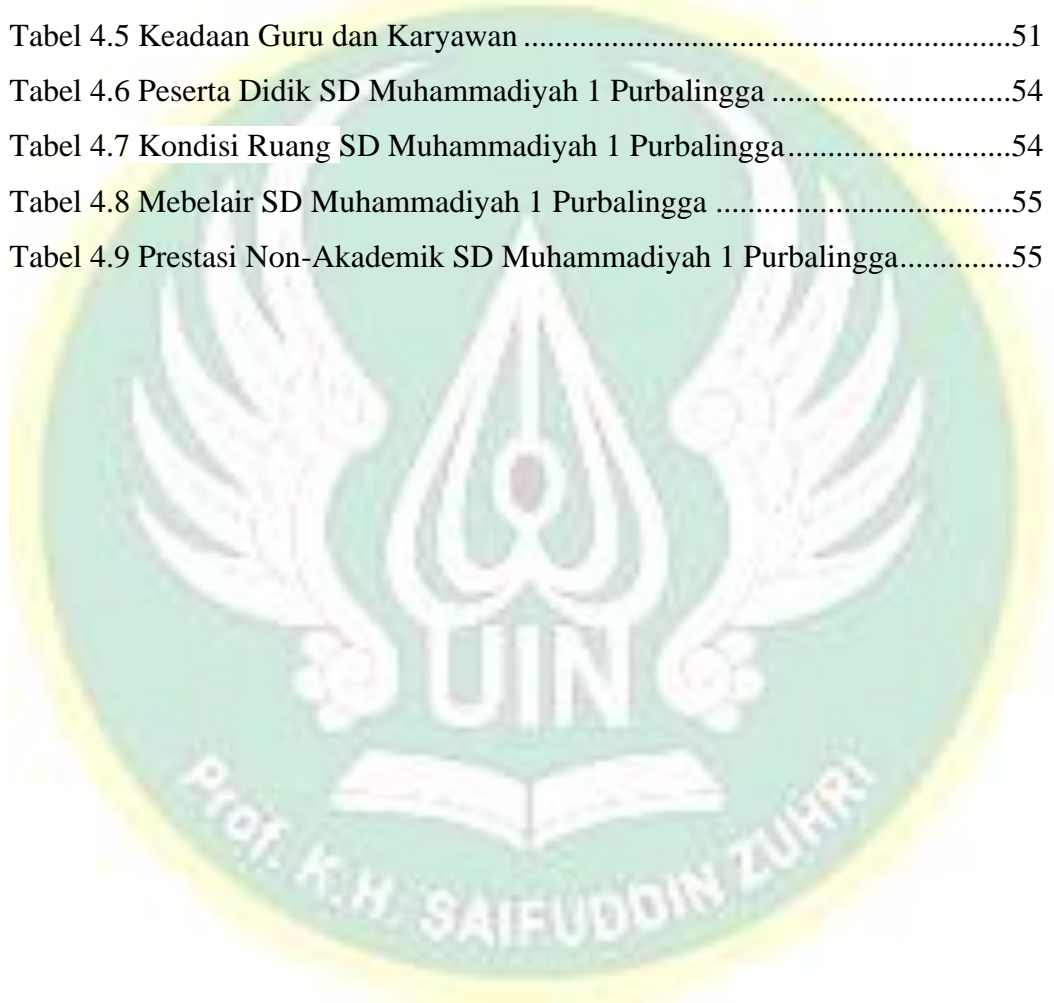 Tabel 4.5 Keadaan Guru dan Karyawan .............................................................51
Tabel 4.6 Peserta Didik SD Muhammadiyah 1 Purbalingga ..............................54
Tabel 4.7 Kondisi Ruang SD Muhammadiyah 1 Purbalingga............................54
Tabel 4.8 Mebelair SD Muhammadiyah 1 Purbalingga .....................................55
Tabel 4.9 Prestasi Non-Akademik SD Muhammadiyah 1 Purbalingga..............55
UIN
Prof. K.H. SAIFUDDIN ZUHRI